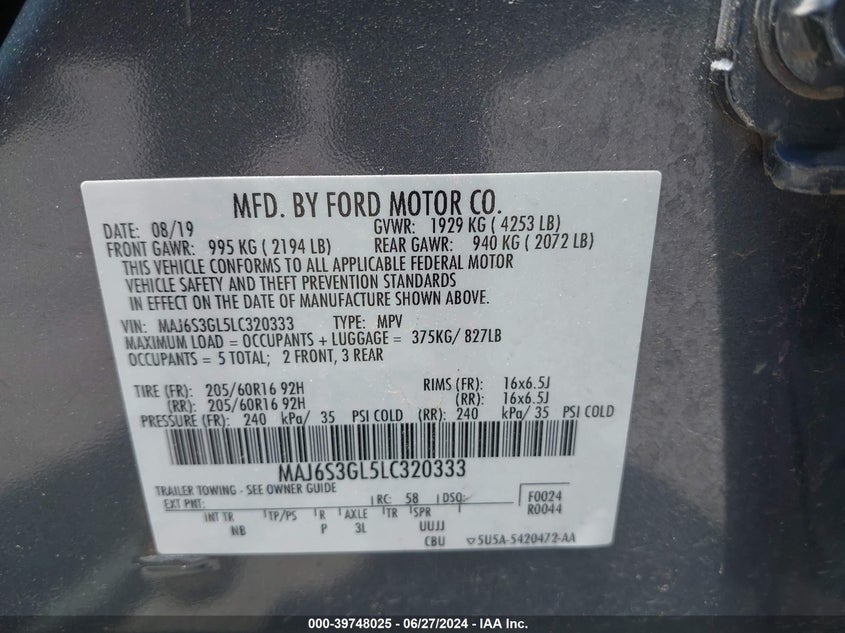 MFD. BY FORD MOTOR CO.
DATE: 08/19 GVWR: 1929 KG ( 4253 LB)
FRONT GAWR: 995 KG ( 2194 LB) REAR GAWR: 940 KG ( 2072 LB)
THIS VEHICLE CONFORMS TO ALL APPLICABLE FEDERAL MOTOR
VEHICLE SAFETY AND THEFT PREVENTION STANDARDS
IN EFFECT ON THE DATE OF MANUFACTURE SHOWN ABOVE.
VIN: MAJ6S3GL5LC320333 TYPE: MPV
MAXIMUM LOAD = OCCUPANTS + LUGGAGE = 375KG/ 827LB
OCCUPANTS = 5 TOTAL; 2 FRONT, 3 REAR
TIRE (FR): 205/60R16 92H RIMS (FR): 16x6.5J
(RR): 205/60R16 92H (RR): 16x6.5J
PRESSURE (FR): 240 kPa/ 35 PSI COLD (RR): 240 kPa/ 35 PSI COLD
MAJ6S3GL5LC320333
TRAILER TOWING - SEE OWNER GUIDE
EXT PNT: RC: 58 DSO: F0024
R0044
INT TR TP/PS R AXLE TR SPR
NB P 3L UUJJ
CBU 5U5A-5420472-AA
000-39748025 - 06/27/2024 - IAA Inc.